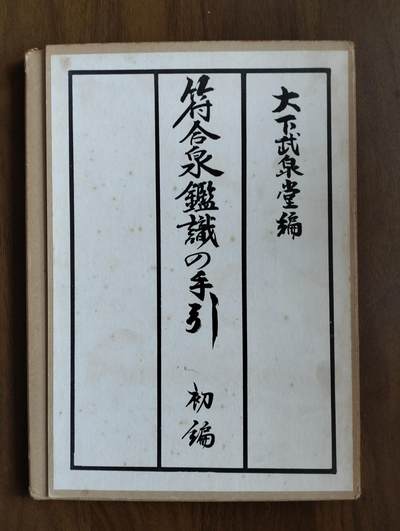 大下武泉堂編
符合泉鑑識の手引
初編